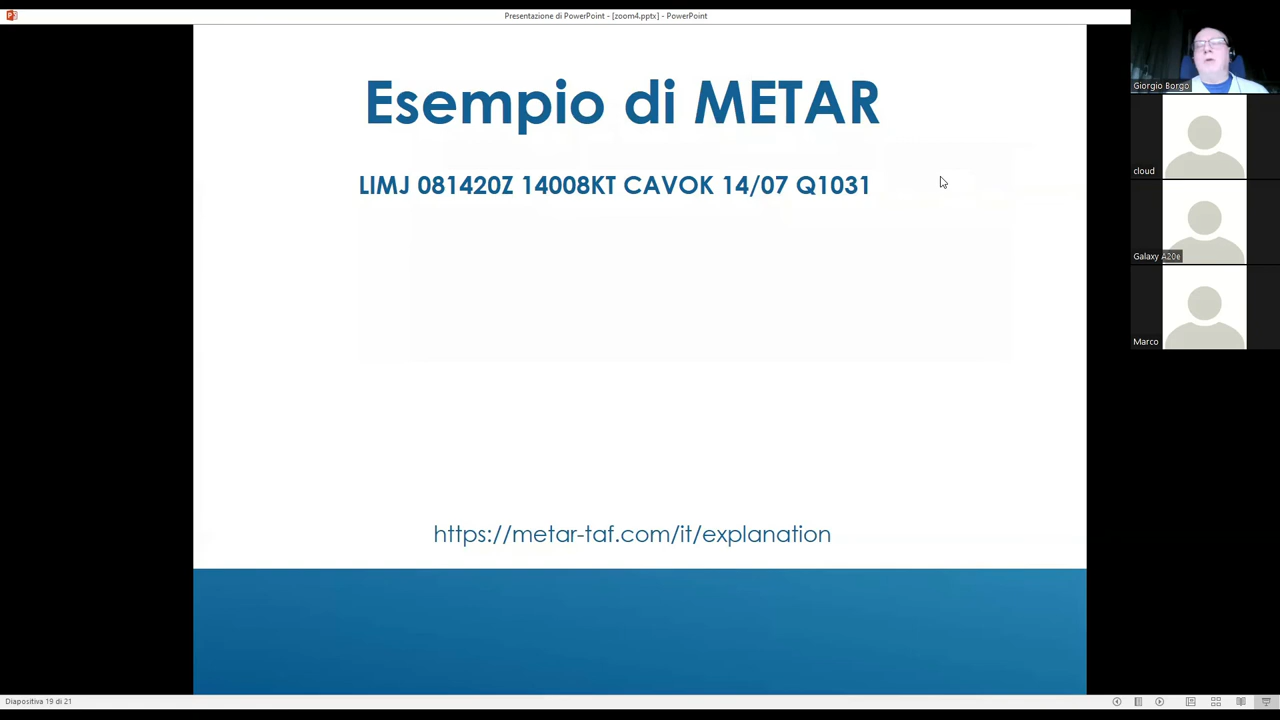 Presentazione di PowerPoint - [zoom4.pptx] - PowerPoint
Esempio di METAR
LIMJ 081420Z 14008KT CAVOK 14/07 Q1031
https://metar-taf.com/it/explanation
Giorgio Borgo
cloud
Galaxy A20e
Marco
Diapositiva 19 di 21